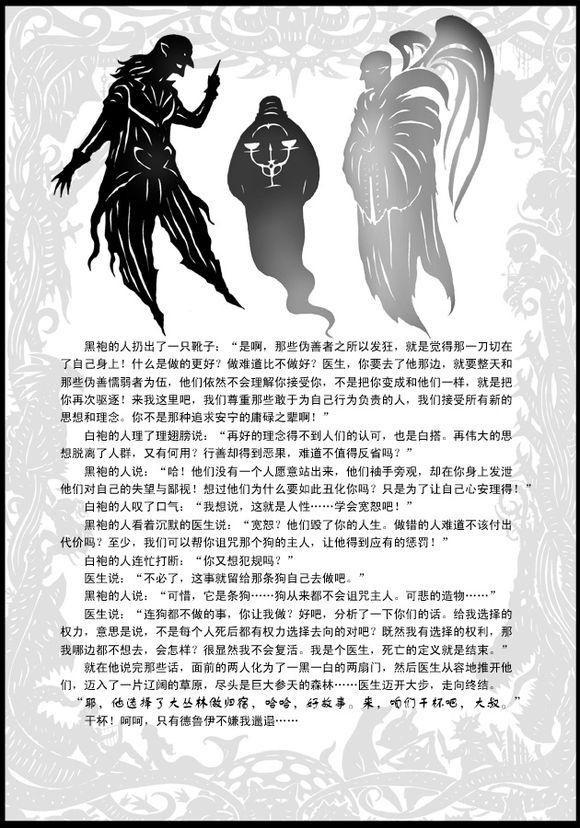 黑袍的人扔出了一只靴子：“是啊，那些伪善者之所以发狂，就是觉得那一刀切在
了自己身上！什么是做的更好？做难道比不做好？医生，你要去了他那边，就要整天和
那些伪善懦弱者为伍，他们依然不会理解你接受你，不是把你变成和他们一样，就是把
你再次驱逐！来我这里吧，我们尊重那些敢于为自己行为负责的人，我们接受所有新的
思想和理念。你不是那种追求安宁的庸碌之辈啊！”
白袍的人理了理翅膀说：“再好的理念得不到人们的认可，也是白搭。再伟大的思
想脱离了人群，又有何用？行善却得到恶果，难道不值得反省吗？”
黑袍的人说：“哈！他们没有一个人愿意站出来，他们袖手旁观，却在你身上发泄
他们对自己的失望与鄙视！想过他们为什么要如此丑化你吗？只是为了让自己心安理得！”
白袍的人叹了口气：“我想说，这就是人性……学会宽恕吧！”
黑袍的人看着沉默的医生说：“宽恕？他们毁了你的人生。做错的人难道不该付出
代价吗？至少，我们可以帮你诅咒那个狗的主人，让他得到应有的惩罚！”
白袍的人连忙打断：“你又想犯规吗？”
医生说：“不必了，这事就留给那条狗自己去做吧。”
黑袍的人说：“可惜，它是条狗……狗从来都不会诅咒主人。可悲的造物……”
医生说：“连狗都不做的事，你让我做？好吧，分析了一下你们的话。给我选择的
权力，意思是说，不是每个人死后都有权力选择去向的对吧？既然我有选择的权利，那
我哪边都不想去，会怎样？很显然我不会复活。我是个医生，死亡的定义就是结束。”
就在他说完那些话，面前的两人化为了一黑一白的两扇门，然后医生从容地推开他
们，迈入了一片辽阔的草原，尽头是巨大参天的森林……医生迈开大步，走向终结。
“耶，他选择了大丛林做归宿，哈哈，好故事。来，咱们干杯吧，大叔。”
干杯！呵呵，只有德鲁伊不嫌我邋遢……